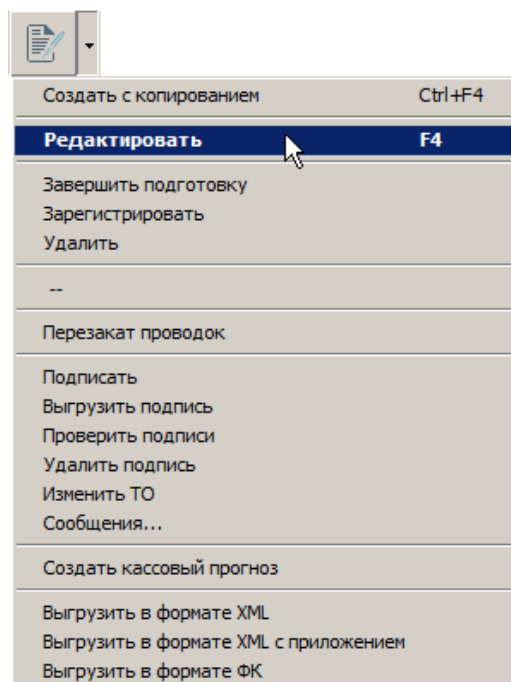 Создать с копированием Ctrl+F4
Редактировать F4
Завершить подготовку
Зарегистрировать
Удалить
--
Перезакат проводок
Подписать
Выгрузить подпись
Проверить подписи
Удалить подпись
Изменить ТО
Сообщения...
Создать кассовый прогноз
Выгрузить в формате XML
Выгрузить в формате XML с приложением
Выгрузить в формате ФК